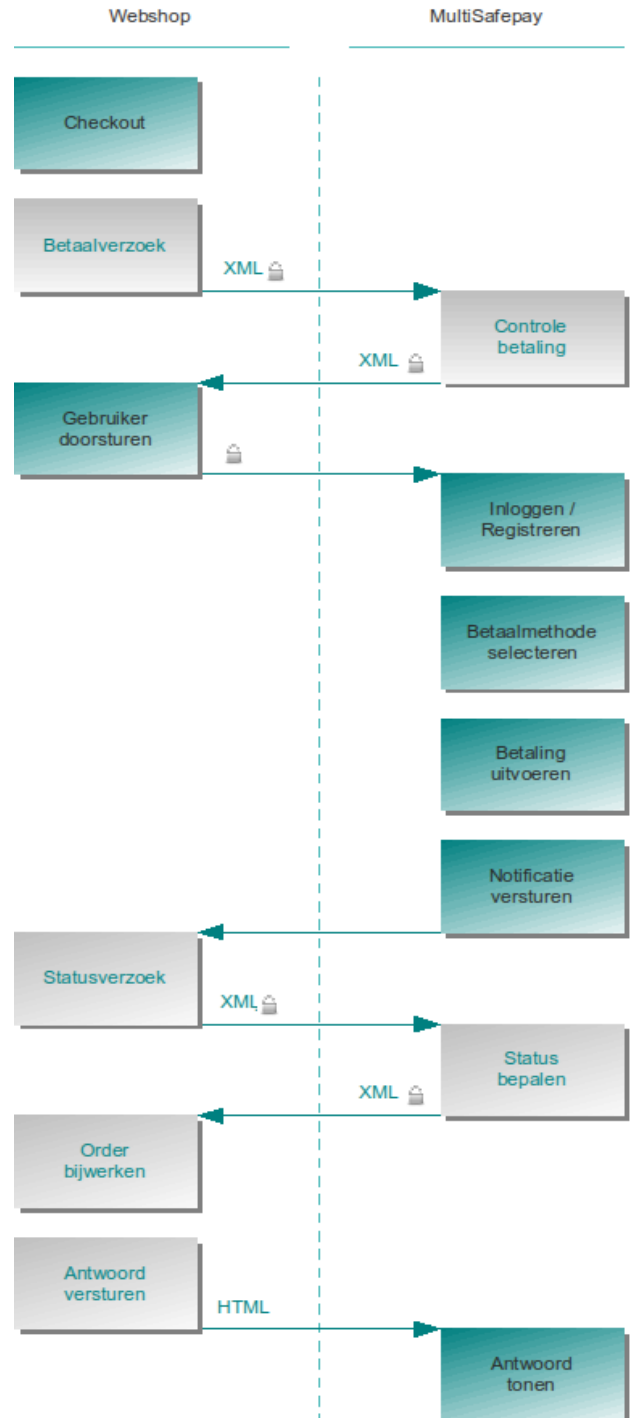 Webshop
MultiSafepay
Checkout
Betaalverzoek
XML
Controle
betaling
XML
Gebruiker
doorsturen
Inloggen /
Registreren
Betaalmethode
selecteren
Betaling
uitvoeren
Notificatie
versturen
Statusverzoek
XML
Status
bepalen
XML
Order
bijwerken
Antwoord
versturen
HTML
Antwoord
tonen